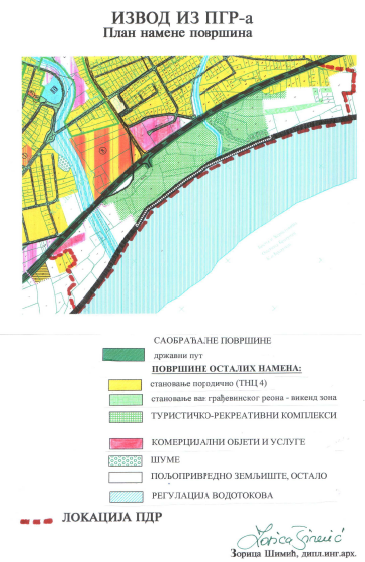 ИЗВОД ИЗ ПГР-а
План намене површина
САОБРАЋАЈНЕ ПОВРШИНЕ
државни пут
ПОВРШИНЕ ОСТАЛИХ НАМЕНА:
становање породично (ТНЦ 4)
становање ван грађевинског реона - викенд зона
ТУРИСТИЧКО-РЕКРЕАТИВНИ КОМПЛЕКСИ
КОМЕРЦИЈАЛНИ ОБЈЕТИ И УСЛУГЕ
ШУМЕ
ПОЉОПРИВРЕДНО ЗЕМЉИШТЕ, ОСТАЛО
РЕГУЛАЦИЈА ВОДОТОКОВА
ЛОКАЦИЈА ПДР
Зорица Шимић, дипл.инг.арх.